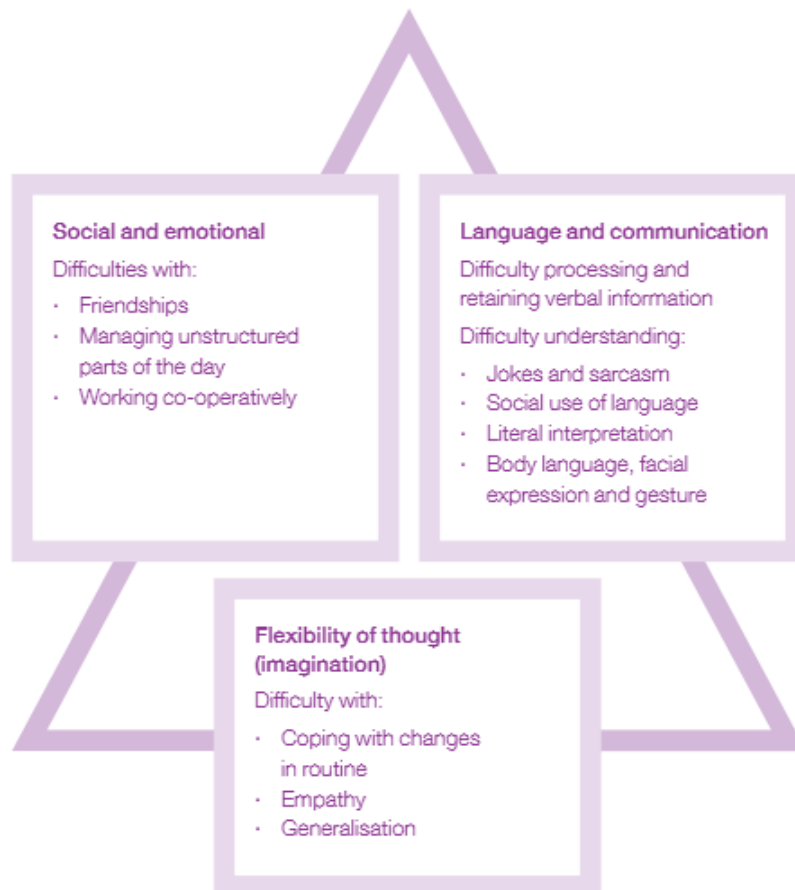 Social and emotional
Difficulties with:
· Friendships
· Managing unstructured
parts of the day
· Working co-operatively
Language and communication
Difficulty processing and
retaining verbal information
Difficulty understanding:
· Jokes and sarcasm
· Social use of language
· Literal interpretation
· Body language, facial
expression and gesture
Flexibility of thought
(imagination)
Difficulty with:
· Coping with changes
in routine
· Empathy
· Generalisation